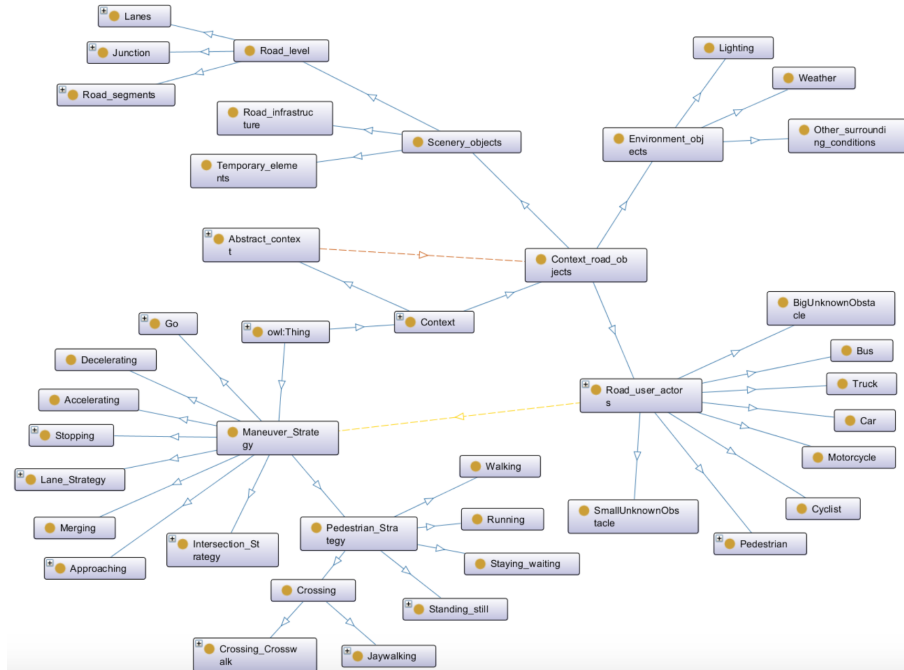 Lanes
Junction
Road_level
Road_segments
Lighting
Weather
Road_infrastruc
ture
Scenery_objects
Temporary_eleme
nts
Environment_obj
ects
Other_surroundi
ng_conditions
Abstract_contex
t
Context_road_ob
jects
Go
owl:Thing
Context
BigUnknownObsta
cle
Decelerating
Bus
Accelerating
Road_user_actor
s
Truck
Stopping
Maneuver_Strate
gy
Car
Lane_Strategy
Walking
Motorcycle
Merging
Pedestrian_Stra
tegy
Running
SmallUnknownObs
tacle
Cyclist
Approaching
Intersection_St
rategy
Staying_waiting
Pedestrian
Crossing
Standing_still
Crossing_Crossw
alk
Jaywalking